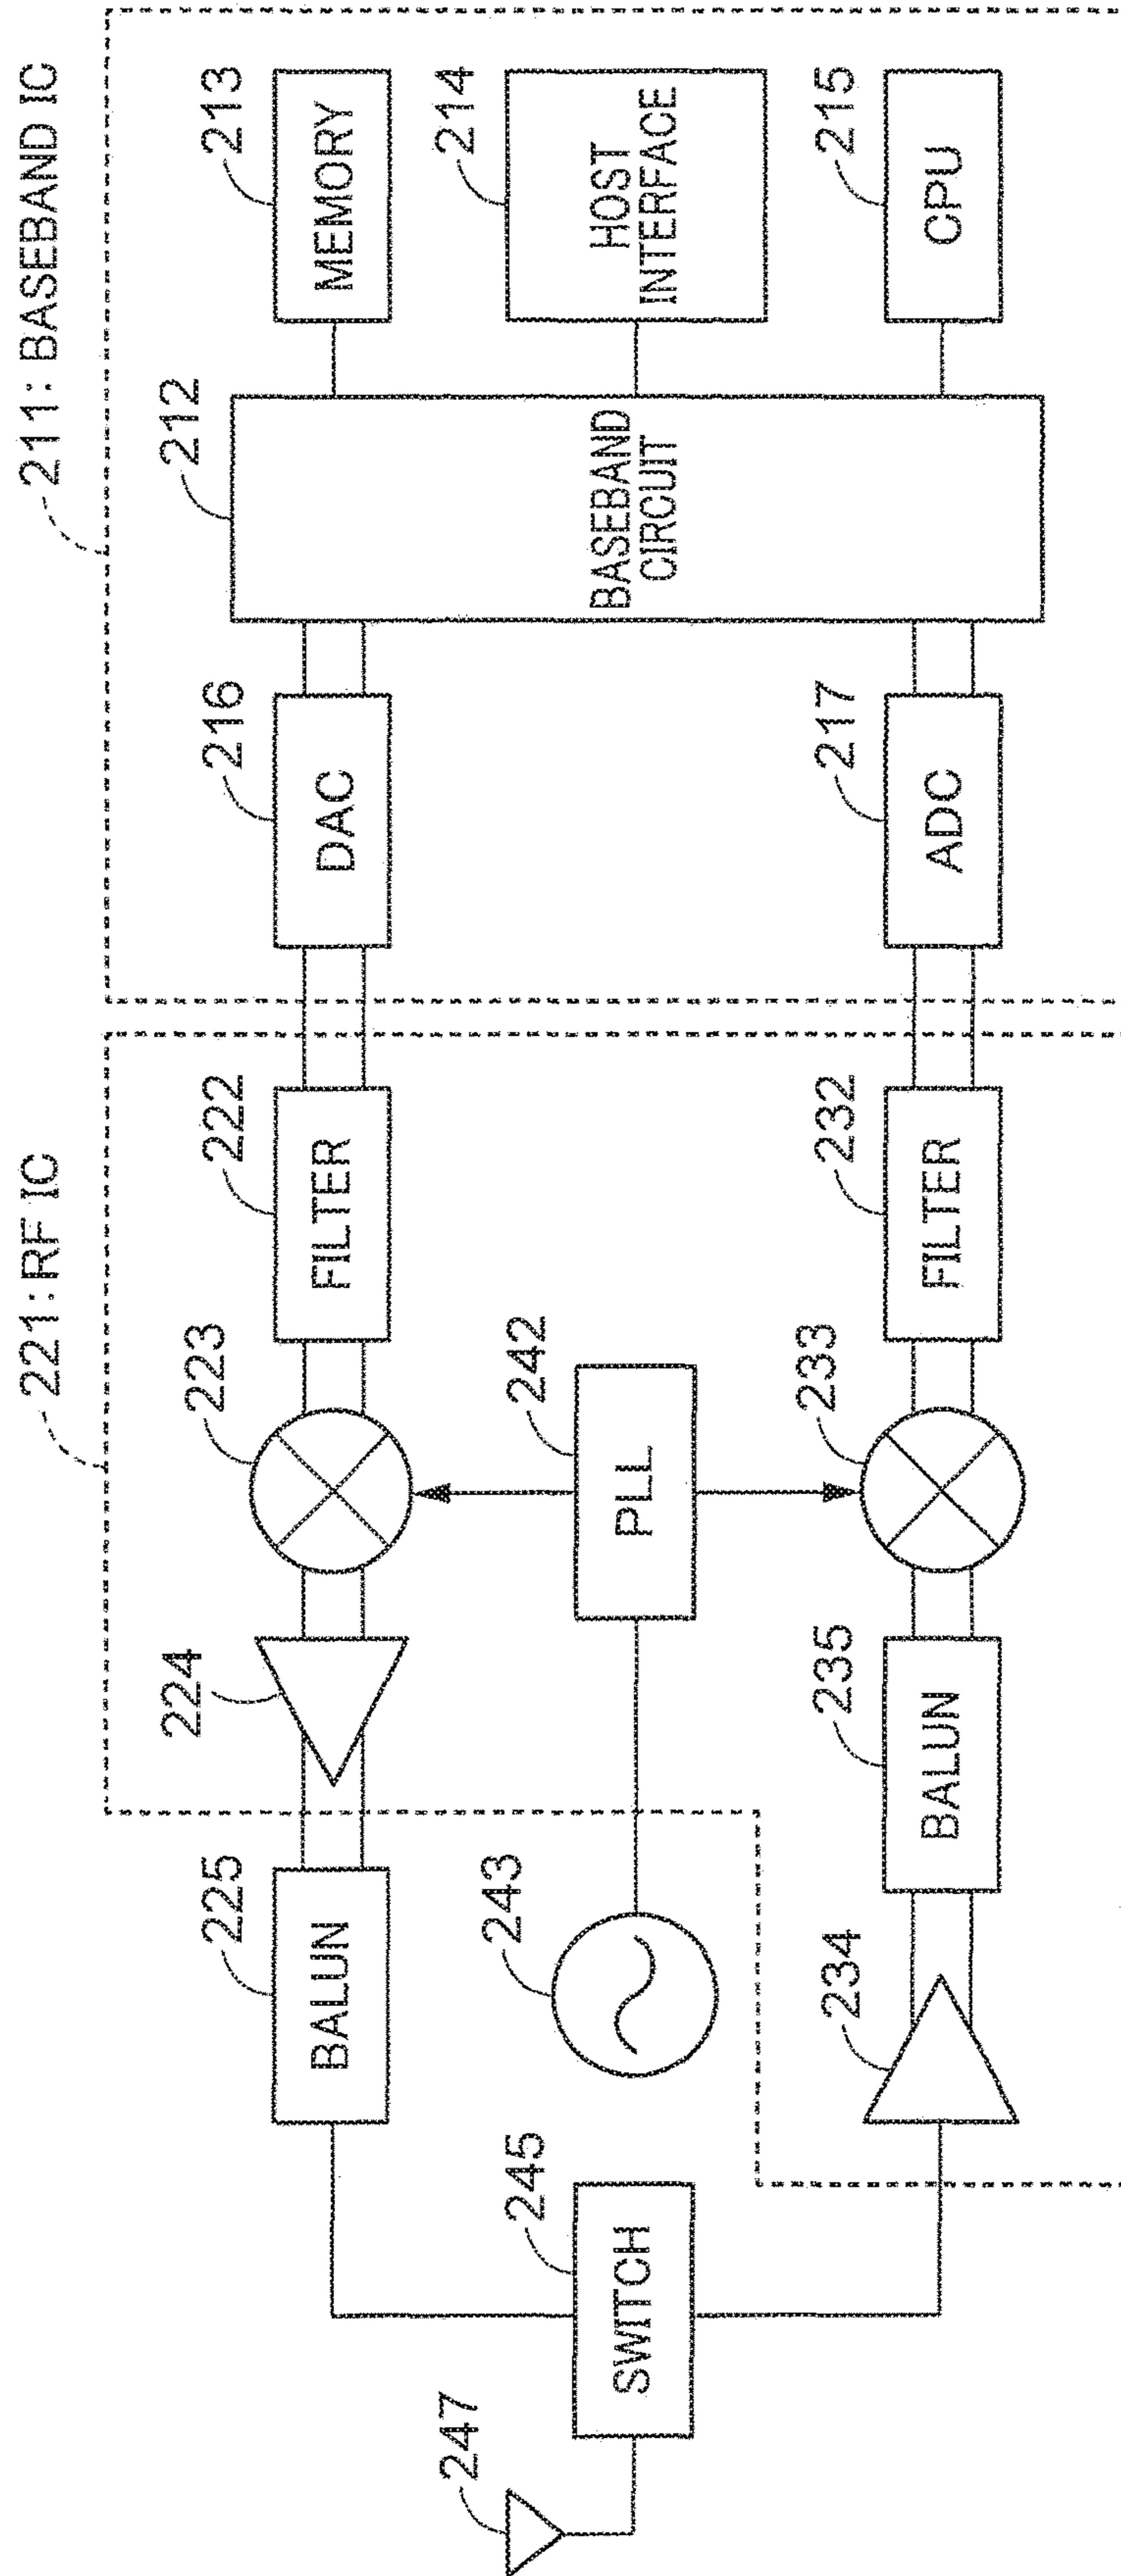 211: BASEBAND IC
221:RF IC
213
MEMORY
214
HOST
INTERFACE
215
CPU
212
BASEBAND
CIRCUIT
216
DAC
217
ADC
222
FILTER
232
FILTER
223
242
PLL
233
224
235
BALUN
225
BALUN
243
234
245
SWITCH
247